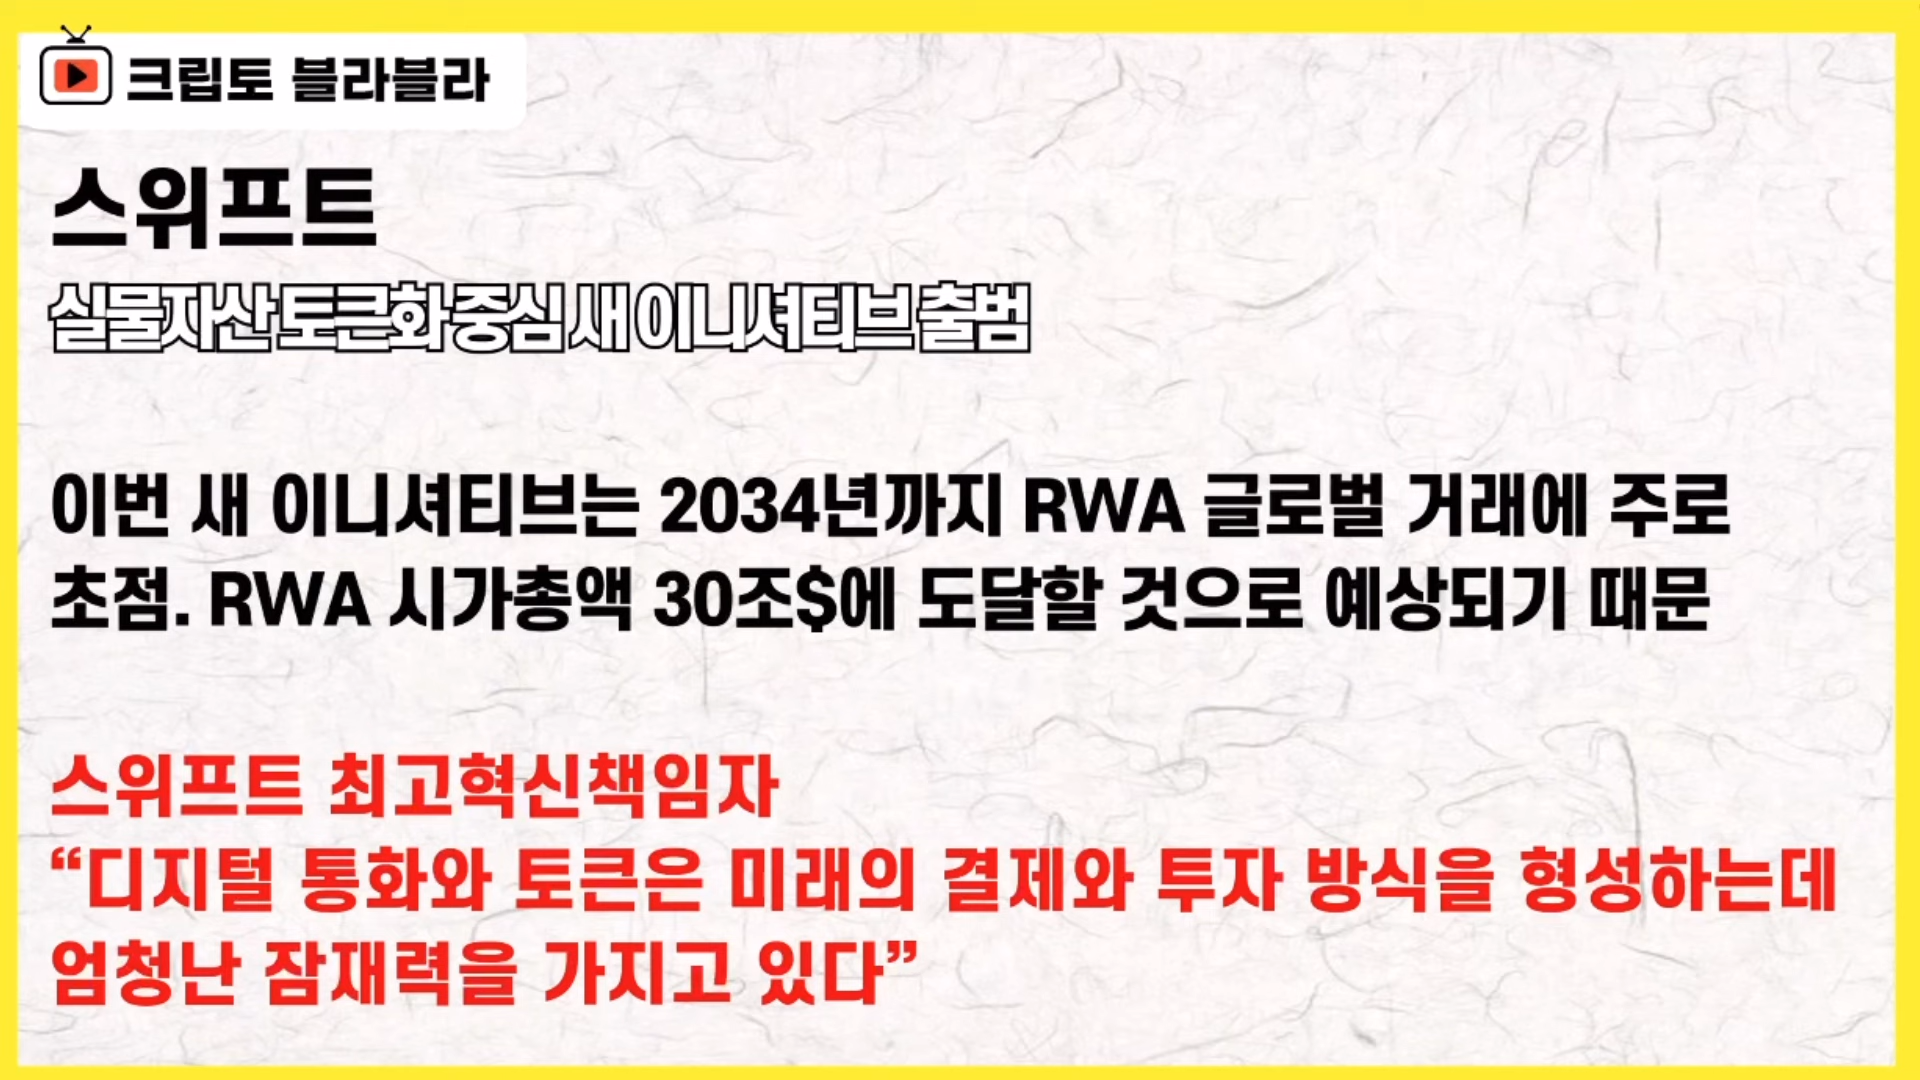 크립토 블라블라
스위프트
실물자산 토큰화 중심 새 이니셔티브 출범
이번 새 이니셔티브는 2034년까지 RWA 글로벌 거래에 주로
초점. RWA 시가총액 30조$에 도달할 것으로 예상되기 때문
스위프트 최고혁신책임자
“디지털 통화와 토큰은 미래의 결제와 투자 방식을 형성하는데
엄청난 잠재력을 가지고 있다”